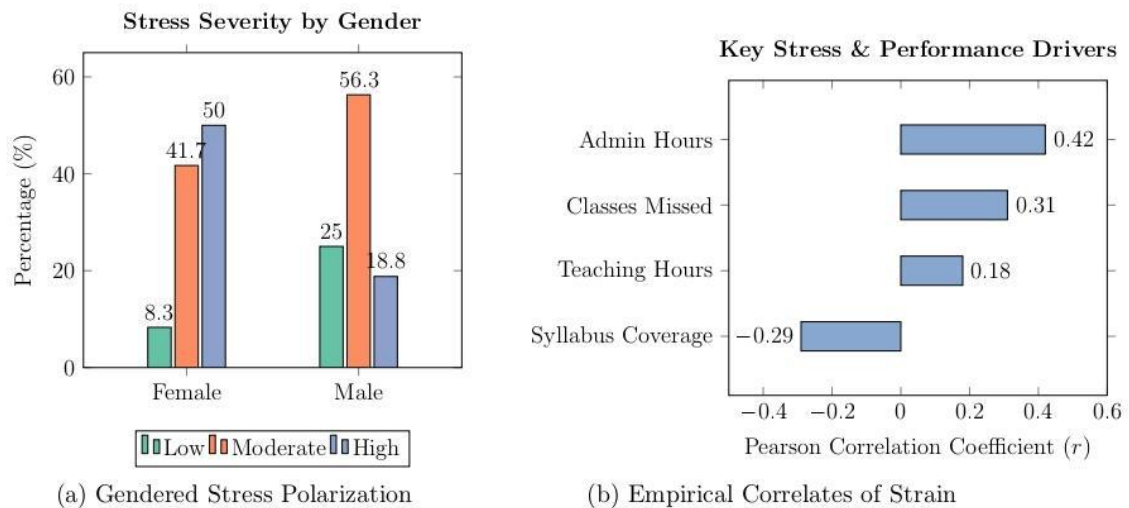 Stress Severity by Gender
60
40
20
0
Percentage (%)
8.3
41.7
50
25
56.3
18.8
Female
Male
Low Moderate High
(a) Gendered Stress Polarization
Key Stress & Performance Drivers
Admin Hours
0.42
Classes Missed
0.31
Teaching Hours
0.18
Syllabus Coverage
−0.29
−0.4 −0.2 0 0.2 0.4 0.6
Pearson Correlation Coefficient (r)
(b) Empirical Correlates of Strain